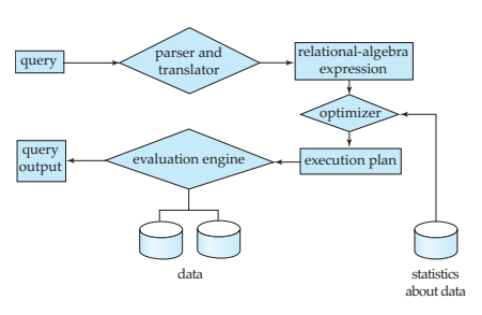 query
parser and
translator
relational-algebra
expression
optimizer
query
output
evaluation engine
execution plan
data
statistics
about data